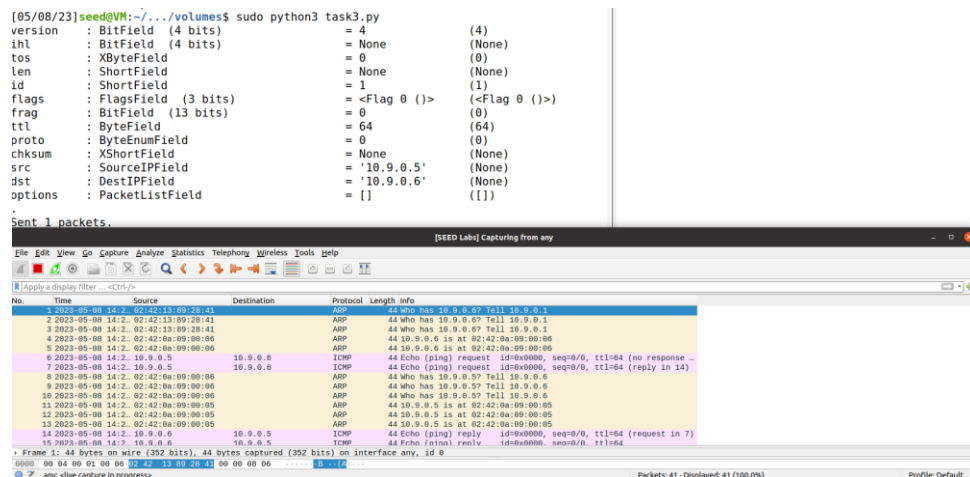 [05/08/23]seed@VM:~/.../volumes$ sudo python3 task3.py
version : BitField (4 bits) = 4 (4)
ihl : BitField (4 bits) = None (None)
tos : XByteField = 0 (0)
len : ShortField = None (None)
id : ShortField = 1 (1)
flags : FlagsField (3 bits) = <Flag 0 ()> (<Flag 0 ()>)
frag : BitField (13 bits) = 0 (0)
ttl : ByteField = 64 (64)
proto : ByteEnumField = 0 (0)
chksum : XShortField = None (None)
src : SourceIPField = '10.9.0.5' (None)
dst : DestIPField = '10.9.0.6' (None)
options : PacketListField = [] ([])
.
Sent 1 packets.
[SEED Labs] Capturing from any
File Edit View Go Capture Analyze Statistics Telephony Wireless Tools Help
Apply a display filter ... <Ctrl-/>
No. Time Source Destination Protocol Length Info
1 2023-05-08 14:2… 02:42:13:89:28:41 ARP 44 Who has 10.9.0.6? Tell 10.9.0.1
2 2023-05-08 14:2… 02:42:13:89:28:41 ARP 44 Who has 10.9.0.6? Tell 10.9.0.1
3 2023-05-08 14:2… 02:42:13:89:28:41 ARP 44 Who has 10.9.0.6? Tell 10.9.0.1
4 2023-05-08 14:2… 02:42:0a:09:00:06 ARP 44 10.9.0.6 is at 02:42:0a:09:00:06
5 2023-05-08 14:2… 02:42:0a:09:00:06 ARP 44 10.9.0.6 is at 02:42:0a:09:00:06
6 2023-05-08 14:2… 10.9.0.5 10.9.0.6 ICMP 44 Echo (ping) request id=0x0000, seq=0/0, ttl=64 (no response …
7 2023-05-08 14:2… 10.9.0.5 10.9.0.6 ICMP 44 Echo (ping) request id=0x0000, seq=0/0, ttl=64 (reply in 14)
8 2023-05-08 14:2… 02:42:0a:09:00:06 ARP 44 Who has 10.9.0.5? Tell 10.9.0.6
9 2023-05-08 14:2… 02:42:0a:09:00:06 ARP 44 Who has 10.9.0.5? Tell 10.9.0.6
10 2023-05-08 14:2… 02:42:0a:09:00:06 ARP 44 Who has 10.9.0.5? Tell 10.9.0.6
11 2023-05-08 14:2… 02:42:0a:09:00:05 ARP 44 10.9.0.5 is at 02:42:0a:09:00:05
12 2023-05-08 14:2… 02:42:0a:09:00:05 ARP 44 10.9.0.5 is at 02:42:0a:09:00:05
13 2023-05-08 14:2… 02:42:0a:09:00:05 ARP 44 10.9.0.5 is at 02:42:0a:09:00:05
14 2023-05-08 14:2… 10.9.0.6 10.9.0.5 ICMP 44 Echo (ping) reply id=0x0000, seq=0/0, ttl=64 (request in 7)
15 2023-05-08 14:2… 10.9.0.6 10.9.0.5 ICMP 44 Echo (ping) reply id=0x0000, seq=0/0, ttl=64
Frame 1: 44 bytes on wire (352 bits), 44 bytes captured (352 bits) on interface any, id 0
0000 00 04 00 01 00 06 02 42 13 89 28 41 00 00 08 06 ·······B ··(A····
any: <live capture in progress> Packets: 41 · Displayed: 41 (100.0%) Profile: Default